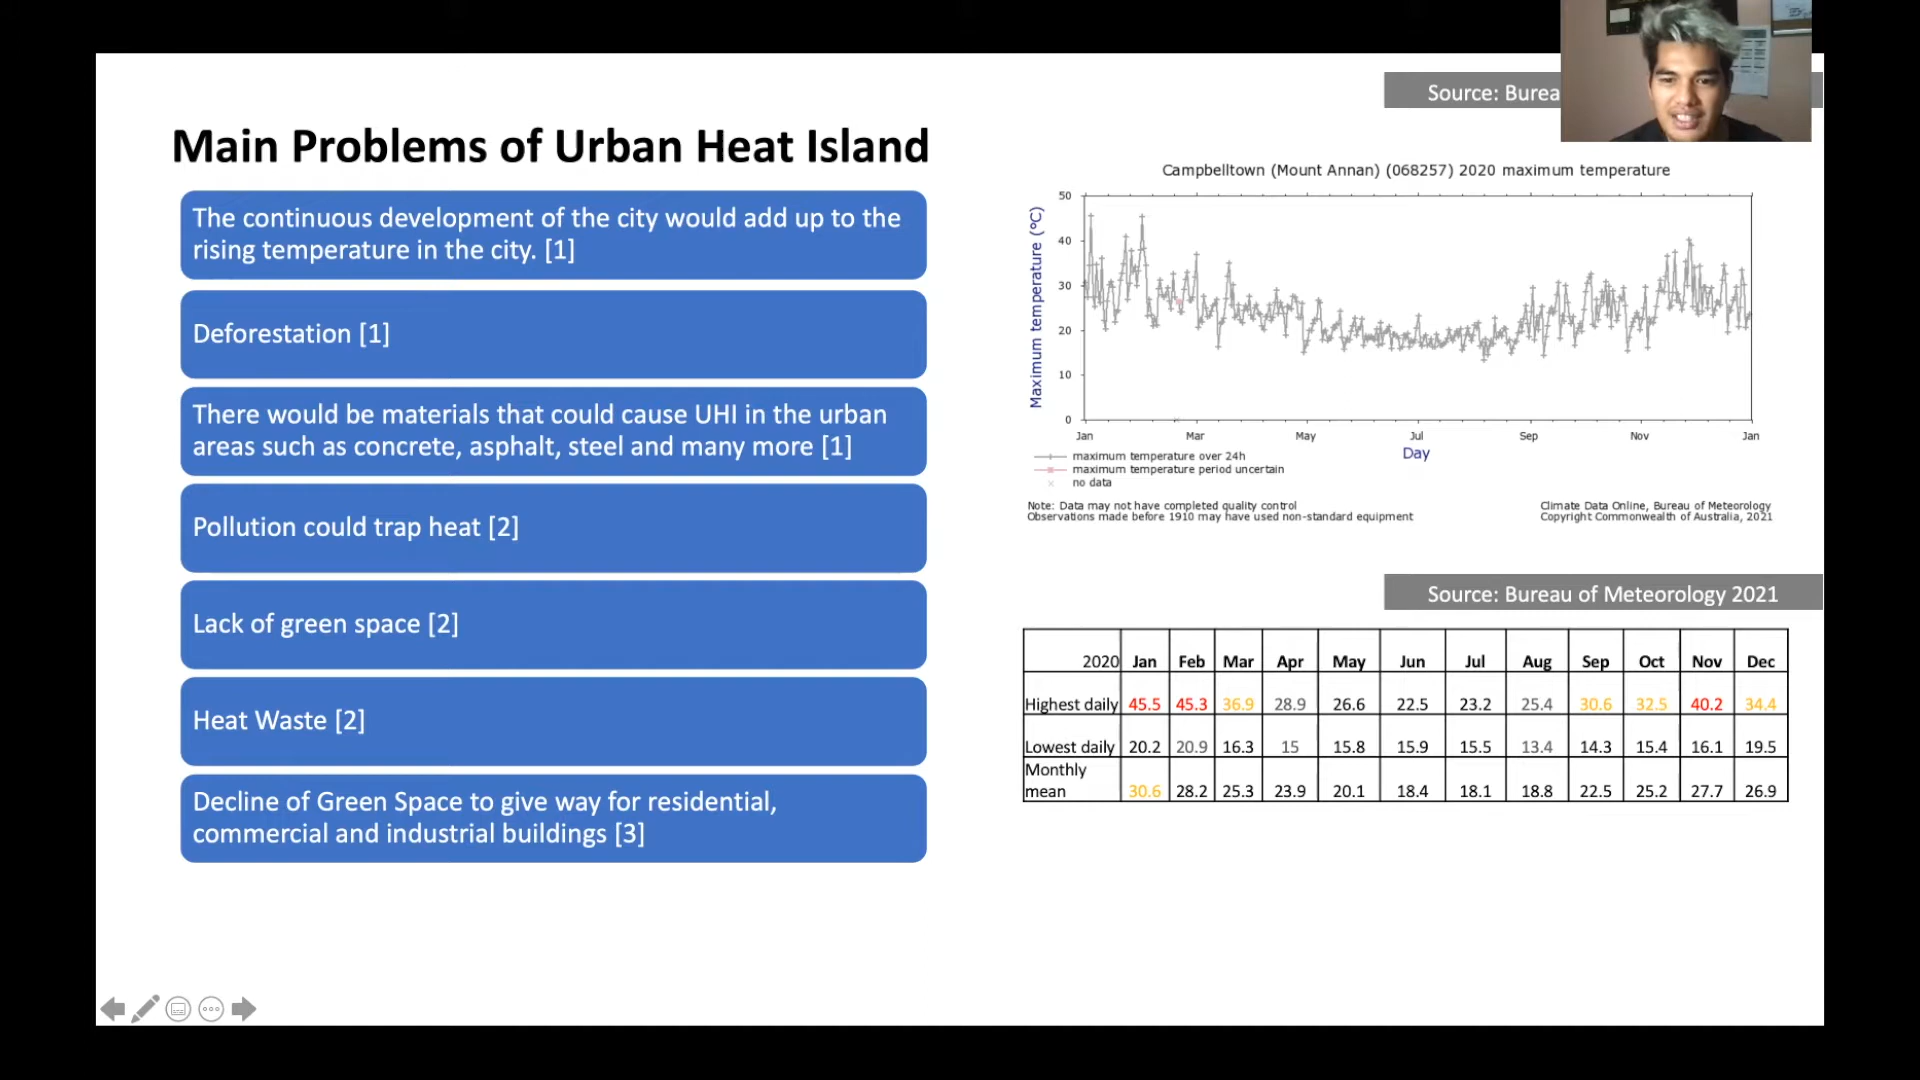 Source: Burea
Main Problems of Urban Heat Island
The continuous development of the city would add up to the
rising temperature in the city. [1]
Deforestation [1]
There would be materials that could cause UHI in the urban
areas such as concrete, asphalt, steel and many more [1]
Pollution could trap heat [2]
Lack of green space [2]
Heat Waste [2]
Decline of Green Space to give way for residential,
commercial and industrial buildings [3]
Campbelltown (Mount Annan) (068257) 2020 maximum temperature
Maximum temperature (°C)
50
40
30
20
10
0
Jan Mar May Jul Sep Nov Jan
Day
maximum temperature over 24h
maximum temperature period uncertain
no data
Note: Data may not have completed quality control
Observations made before 1910 may have used non-standard equipment
Climate Data Online, Bureau of Meteorology
Copyright Commonwealth of Australia, 2021
Source: Bureau of Meteorology 2021
2020 Jan Feb Mar Apr May Jun Jul Aug Sep Oct Nov Dec
Highest daily 45.5 45.3 36.9 28.9 26.6 22.5 23.2 25.4 30.6 32.5 40.2 34.4
Lowest daily 20.2 20.9 16.3 15 15.8 15.9 15.5 13.4 14.3 15.4 16.1 19.5
Monthly
mean 30.6 28.2 25.3 23.9 20.1 18.4 18.1 18.8 22.5 25.2 27.7 26.9